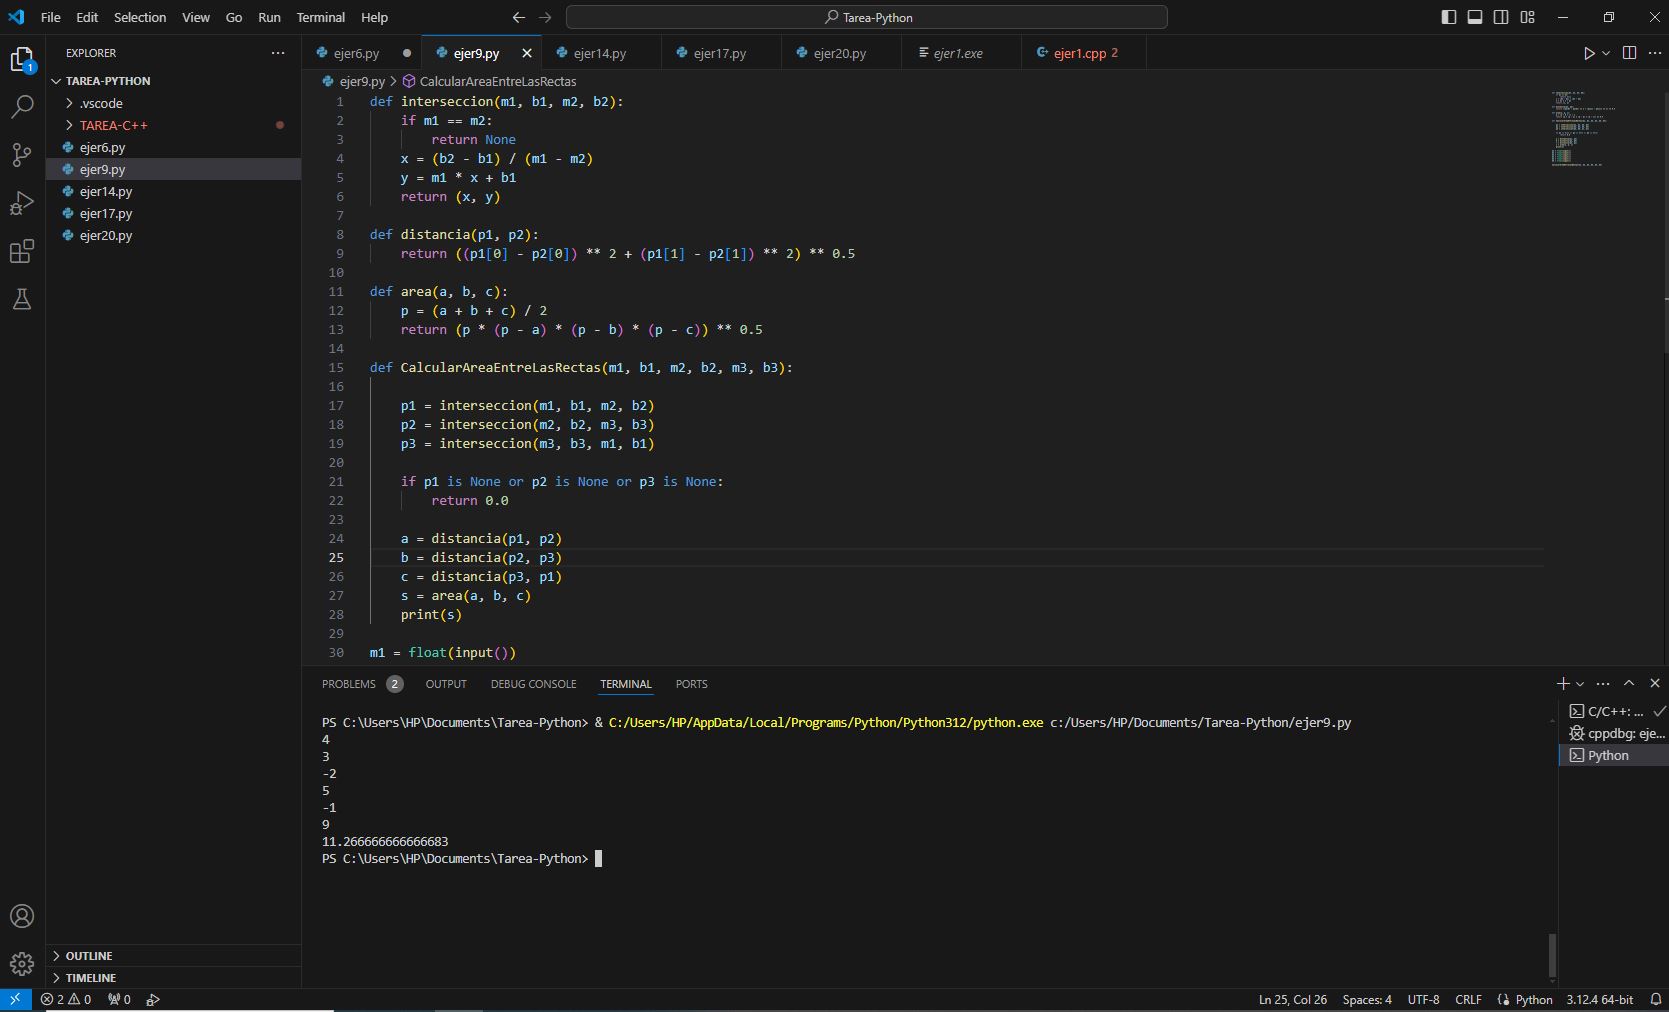 File Edit Selection View Go Run Terminal Help
Tarea-Python
EXPLORER
TAREA-PYTHON
.vscode
TAREA-C++
ejer6.py
ejer9.py
ejer14.py
ejer17.py
ejer20.py
OUTLINE
TIMELINE
1
ejer6.py ejer9.py ejer14.py ejer17.py ejer20.py ejer1.exe ejer1.cpp 2
ejer9.py > CalcularAreaEntreLasRectas
1 def interseccion(m1, b1, m2, b2):
2 if m1 == m2:
3 return None
4 x = (b2 - b1) / (m1 - m2)
5 y = m1 * x + b1
6 return (x, y)
7
8 def distancia(p1, p2):
9 return ((p1[0] - p2[0]) ** 2 + (p1[1] - p2[1]) ** 2) ** 0.5
10
11 def area(a, b, c):
12 p = (a + b + c) / 2
13 return (p * (p - a) * (p - b) * (p - c)) ** 0.5
14
15 def CalcularAreaEntreLasRectas(m1, b1, m2, b2, m3, b3):
16
17 p1 = interseccion(m1, b1, m2, b2)
18 p2 = interseccion(m2, b2, m3, b3)
19 p3 = interseccion(m3, b3, m1, b1)
20
21 if p1 is None or p2 is None or p3 is None:
22 return 0.0
23
24 a = distancia(p1, p2)
25 b = distancia(p2, p3)
26 c = distancia(p3, p1)
27 s = area(a, b, c)
28 print(s)
29
30 m1 = float(input())
PROBLEMS 2 OUTPUT DEBUG CONSOLE TERMINAL PORTS
PS C:\Users\HP\Documents\Tarea-Python> & C:/Users/HP/AppData/Local/Programs/Python/Python312/python.exe c:/Users/HP/Documents/Tarea-Python/ejer9.py
4
3
-2
5
-1
9
11.266666666666683
PS C:\Users\HP\Documents\Tarea-Python>
C/C++: ...
cppdbg: eje...
Python
2 0 0 Ln 25, Col 26 Spaces: 4 UTF-8 CRLF Python 3.12.4 64-bit